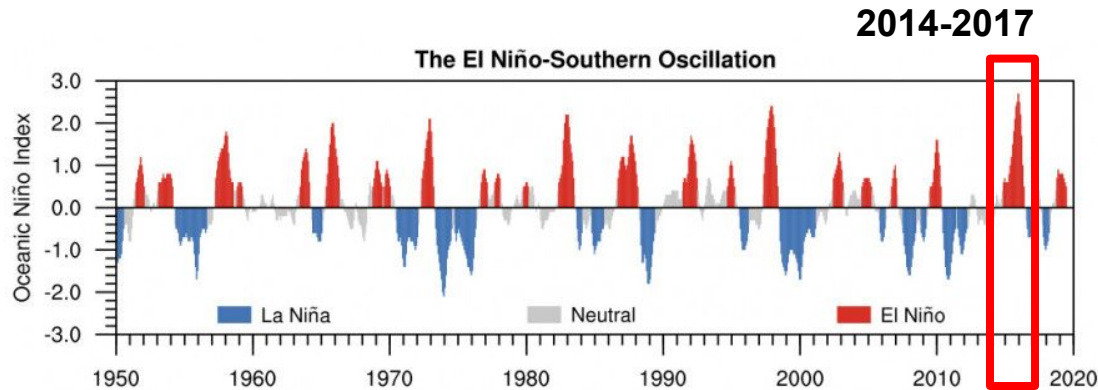 2014-2017
The El Niño-Southern Oscillation
Oceanic Niño Index
3.0
2.0
1.0
0.0
-1.0
-2.0
-3.0
La Niña Neutral El Niño
1950 1960 1970 1980 1990 2000 2010 2020